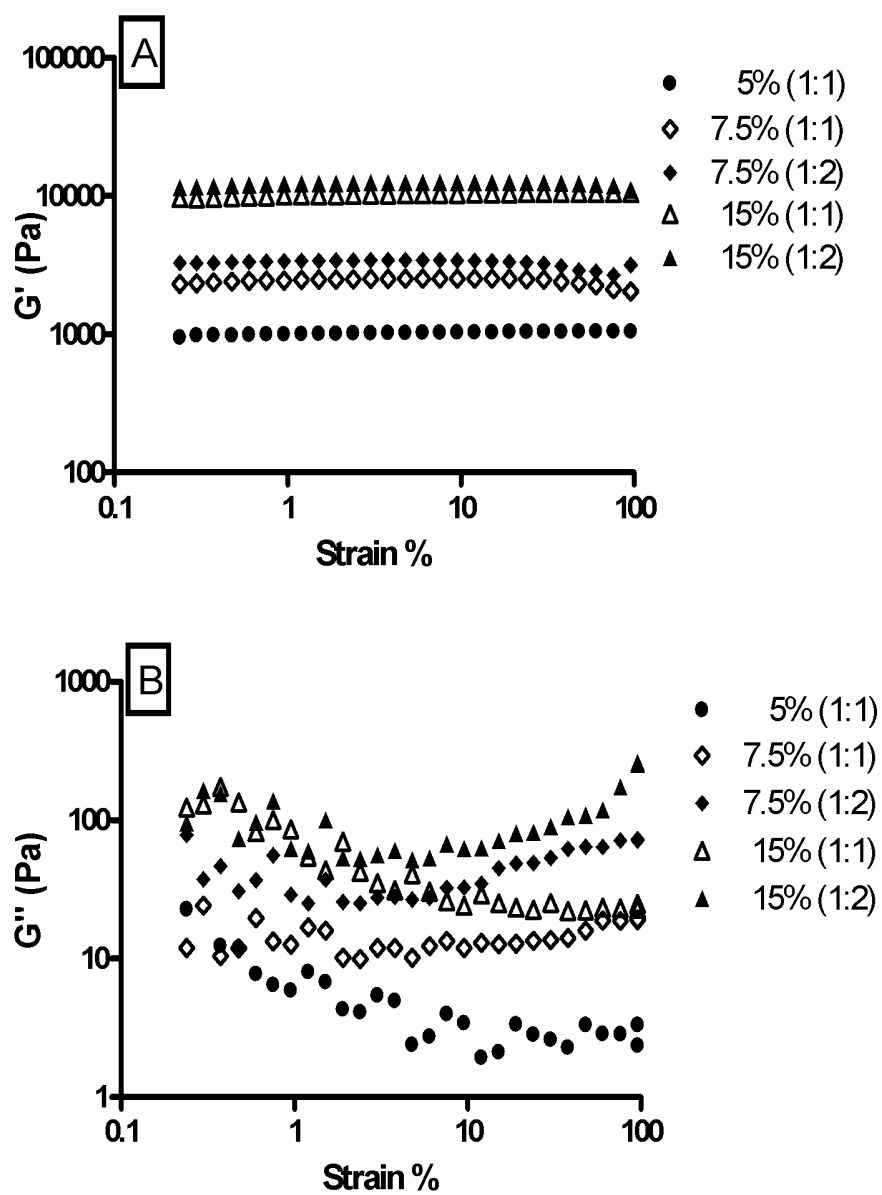 A
100000
10000
1000
100
G' (Pa)
0.1 1 10 100
Strain %
5% (1:1)
7.5% (1:1)
7.5% (1:2)
15% (1:1)
15% (1:2)
B
1000
100
10
1
G'' (Pa)
0.1 1 10 100
Strain %
5% (1:1)
7.5% (1:1)
7.5% (1:2)
15% (1:1)
15% (1:2)